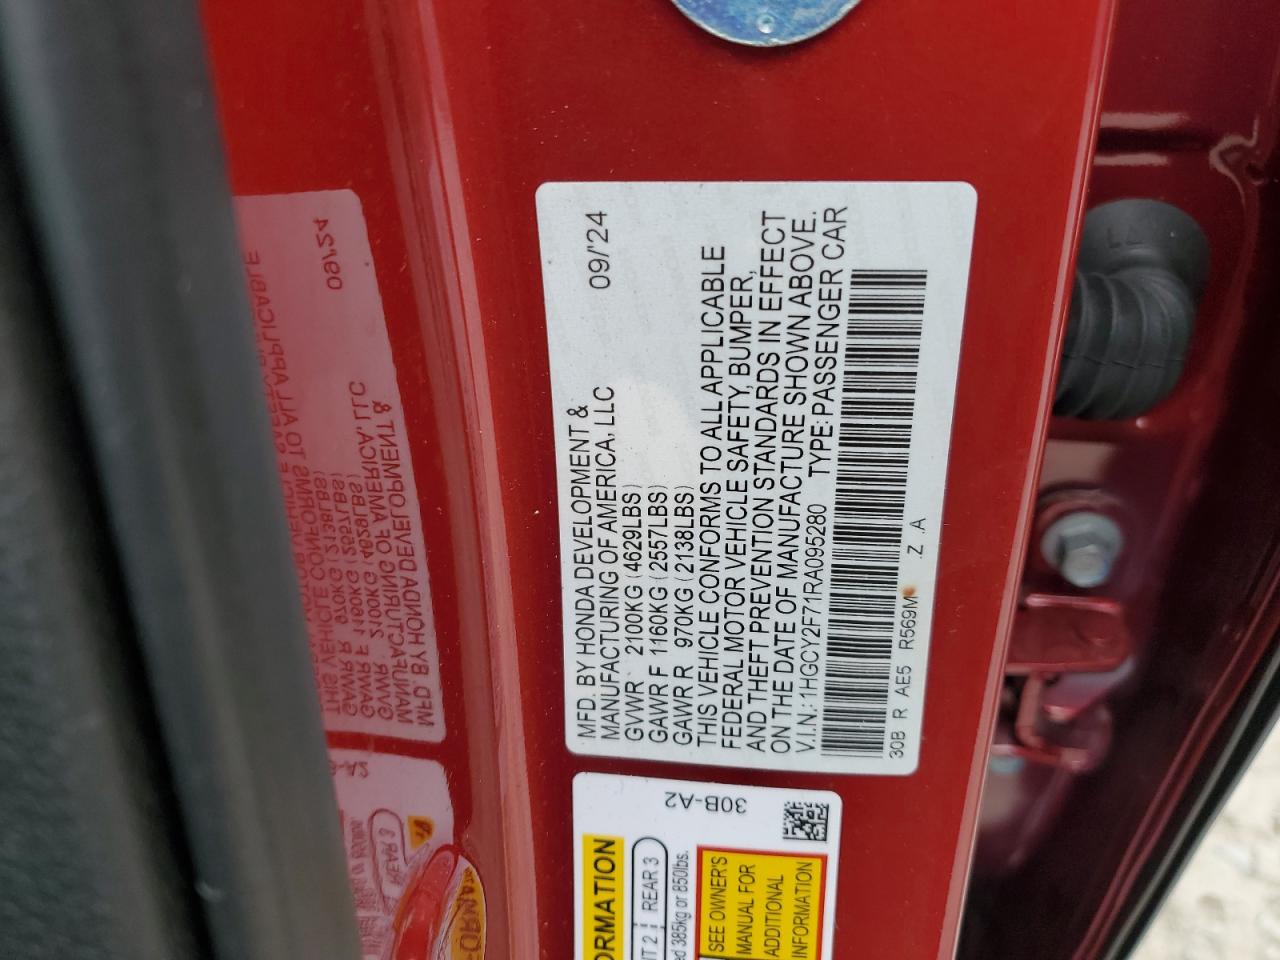 MFD. BY HONDA DEVELOPMENT &
MANUFACTURING OF AMERICA, LLC 09/'24
GVWR 2100KG (4629LBS)
GAWR F 1160KG (2557LBS)
GAWR R 970KG (2138LBS)
THIS VEHICLE CONFORMS TO ALL APPLICABLE
FEDERAL MOTOR VEHICLE SAFETY, BUMPER,
AND THEFT PREVENTION STANDARDS IN EFFECT
ON THE DATE OF MANUFACTURE SHOWN ABOVE.
V.I.N.: 1HGCY2F71RA095280 TYPE: PASSENGER CAR
30B R AE5 R569M Z .A
30B-A2
REAR 3
385kg or 850lbs.
SEE OWNER'S
MANUAL FOR
ADDITIONAL
INFORMATION